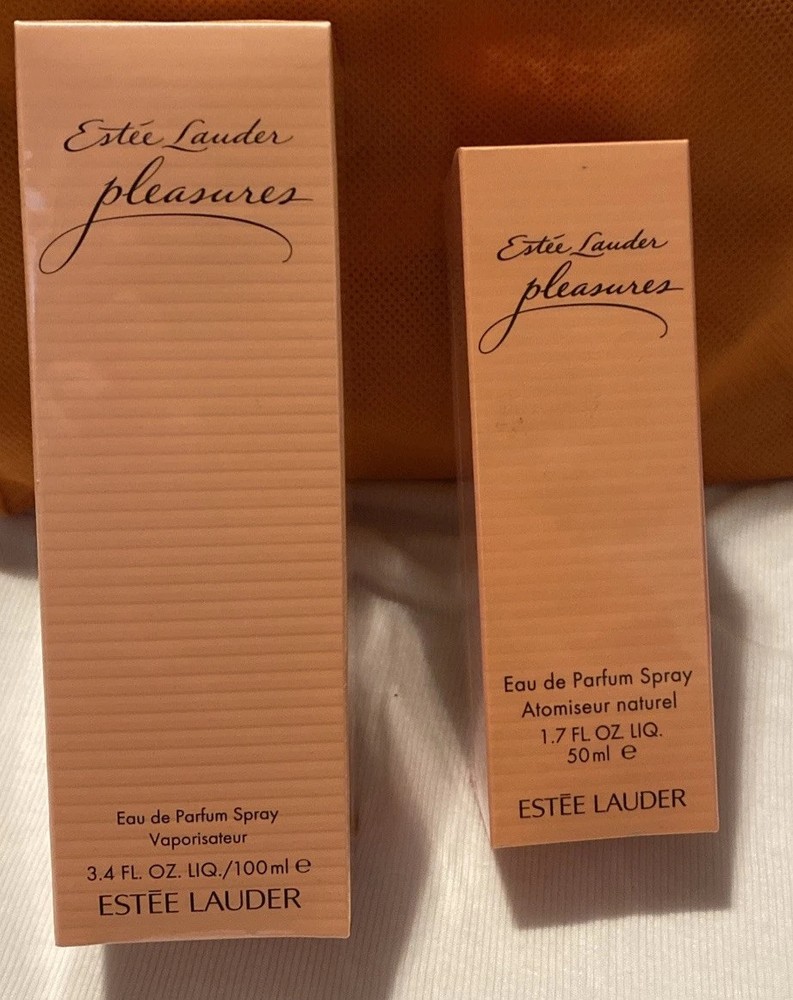 Estée Lauder
pleasures
Eau de Parfum Spray
Vaporisateur
3.4 FL. OZ. LIQ./100ml ℮
ESTĒE LAUDER
Estée Lauder
pleasures
Eau de Parfum Spray
Atomiseur naturel
1.7 FL. OZ. LIQ.
50ml ℮
ESTĒE LAUDER